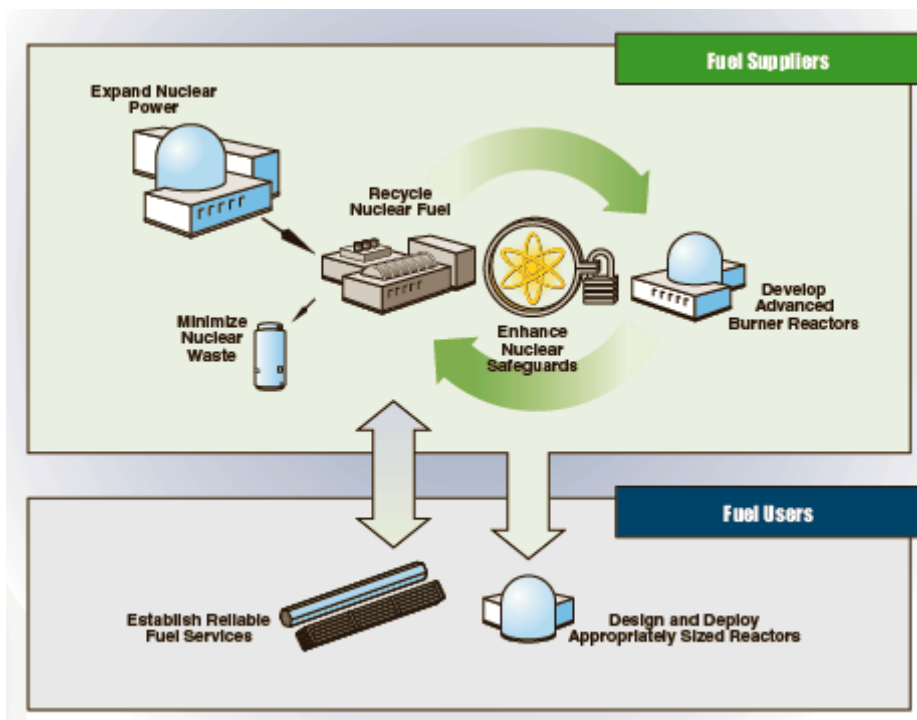 Fuel Suppliers
Expand Nuclear
Power
Recycle
Nuclear Fuel
Minimize
Nuclear
Waste
Enhance
Nuclear
Safeguards
Develop
Advanced
Burner Reactors
Fuel Users
Establish Reliable
Fuel Services
Design and Deploy
Appropriately Sized Reactors